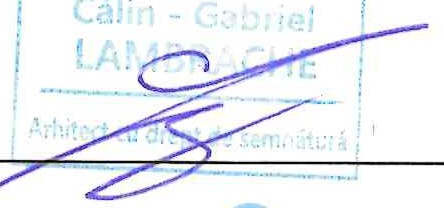 Călin - Gabriel
LAMBRACHE
Arhitect cu drept de semnătură